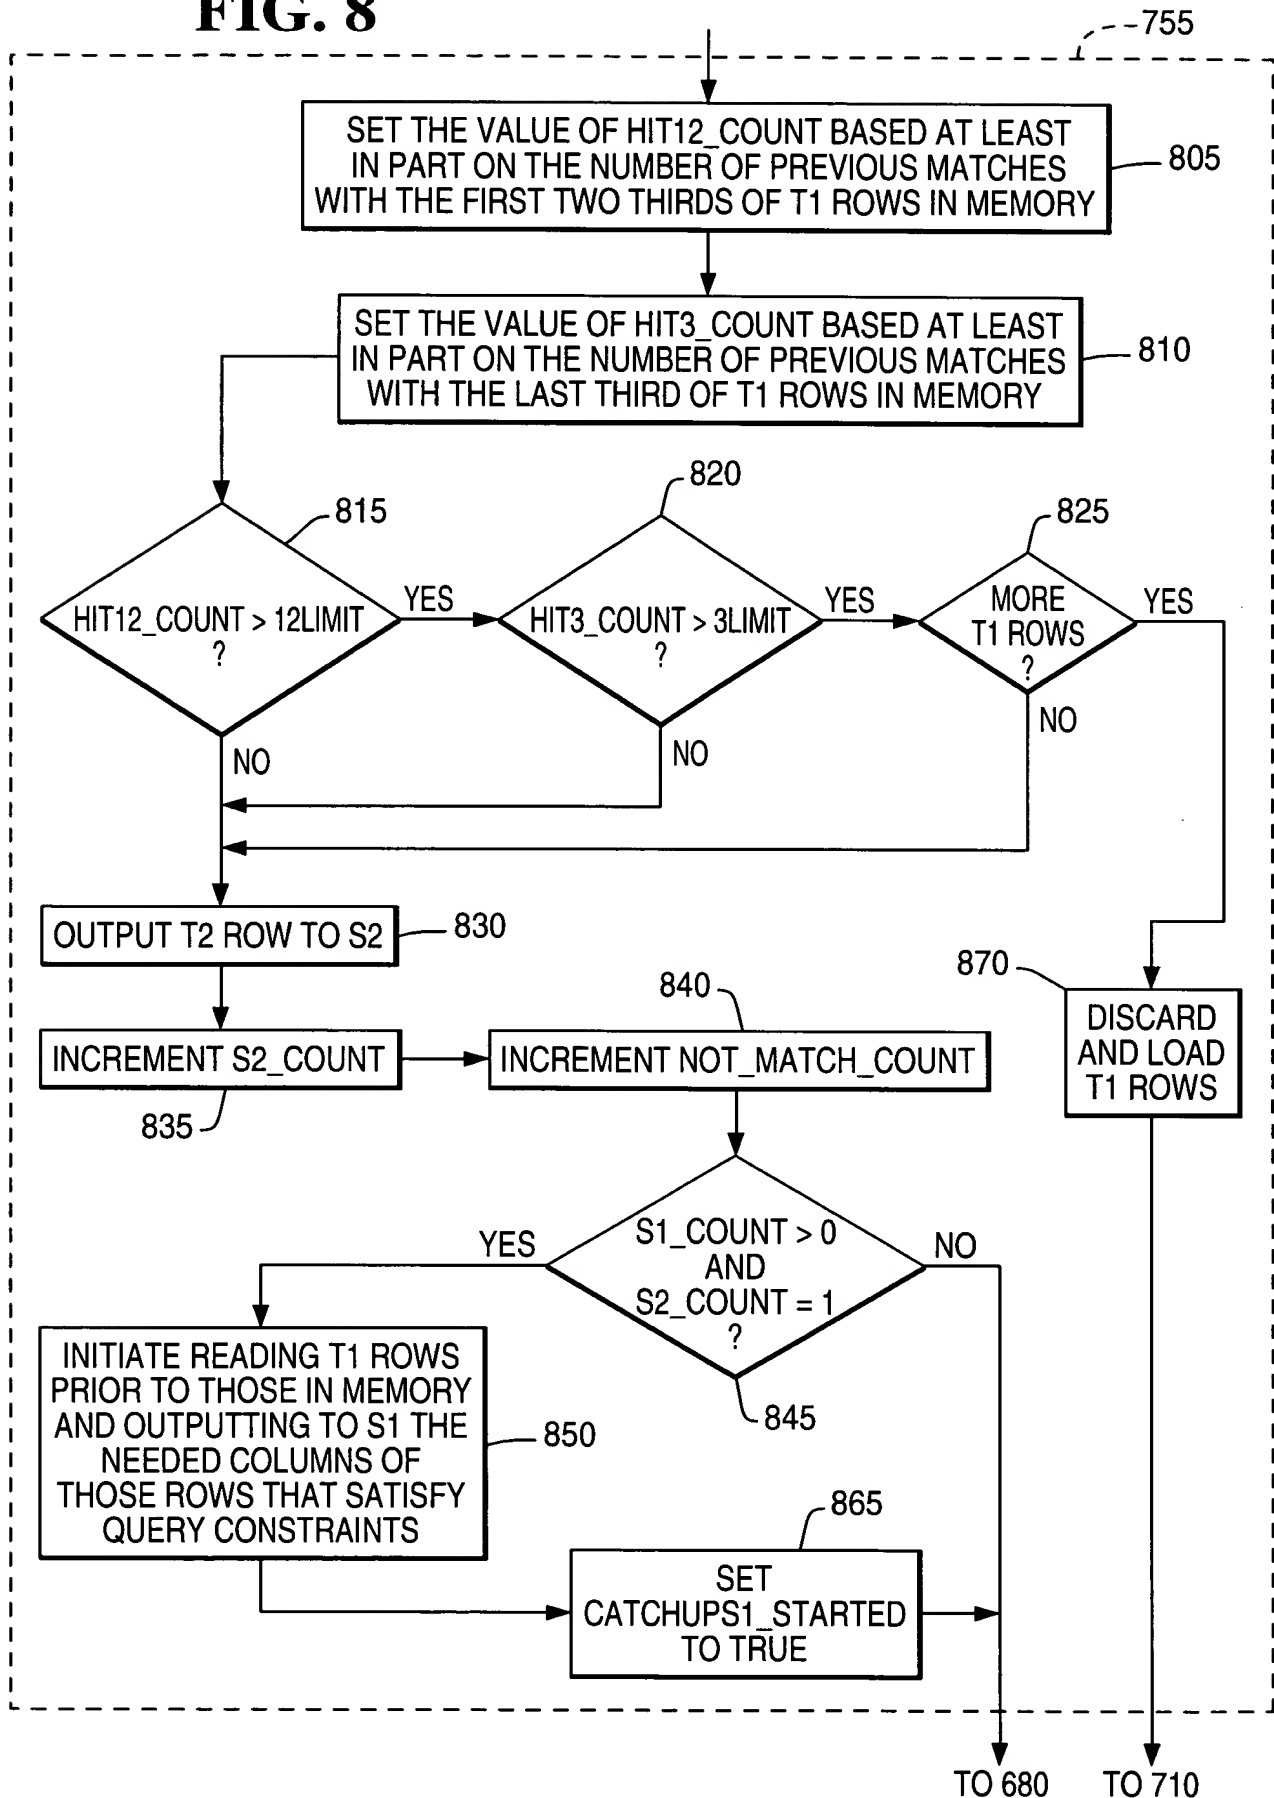 FIG. 8
755
SET THE VALUE OF HIT12_COUNT BASED AT LEAST
IN PART ON THE NUMBER OF PREVIOUS MATCHES
WITH THE FIRST TWO THIRDS OF T1 ROWS IN MEMORY
805
SET THE VALUE OF HIT3_COUNT BASED AT LEAST
IN PART ON THE NUMBER OF PREVIOUS MATCHES
WITH THE LAST THIRD OF T1 ROWS IN MEMORY
810
815
820
825
HIT12_COUNT > 12LIMIT
?
YES
NO
HIT3_COUNT > 3LIMIT
?
YES
NO
MORE
T1 ROWS
?
YES
NO
OUTPUT T2 ROW TO S2
830
INCREMENT S2_COUNT
835
840
INCREMENT NOT_MATCH_COUNT
870
DISCARD
AND LOAD
T1 ROWS
S1_COUNT > 0
AND
S2_COUNT = 1
?
YES
NO
845
INITIATE READING T1 ROWS
PRIOR TO THOSE IN MEMORY
AND OUTPUTTING TO S1 THE
NEEDED COLUMNS OF
THOSE ROWS THAT SATISFY
QUERY CONSTRAINTS
850
865
SET
CATCHUPS1_STARTED
TO TRUE
TO 680
TO 710